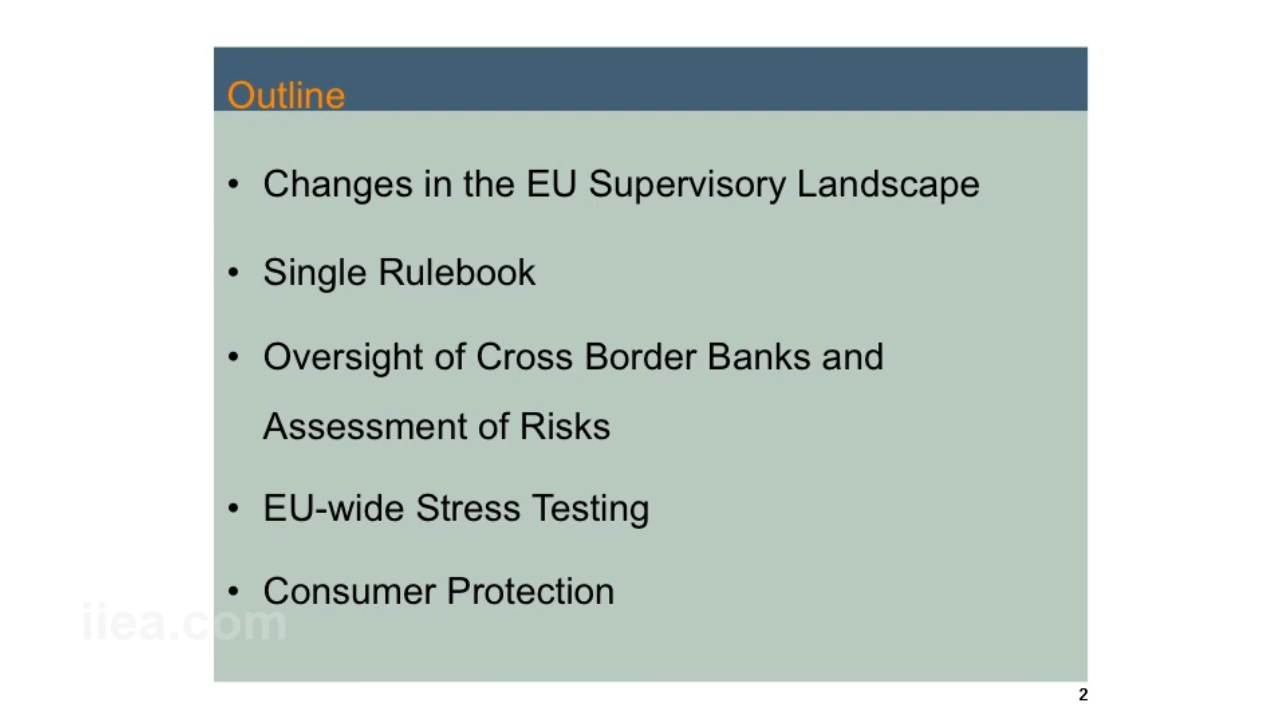 Outline
• Changes in the EU Supervisory Landscape
• Single Rulebook
• Oversight of Cross Border Banks and
Assessment of Risks
• EU-wide Stress Testing
• Consumer Protection
iiea.com
2